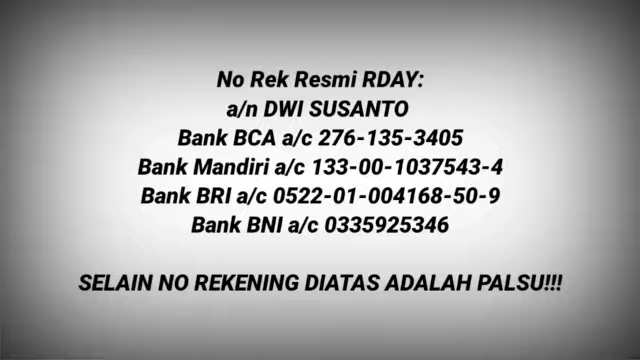 No Rek Resmi RDAY:
a/n DWI SUSANTO
Bank BCA a/c 276-135-3405
Bank Mandiri a/c 133-00-1037543-4
Bank BRI a/c 0522-01-004168-50-9
Bank BNI a/c 0335925346
SELAIN NO REKENING DIATAS ADALAH PALSU!!!